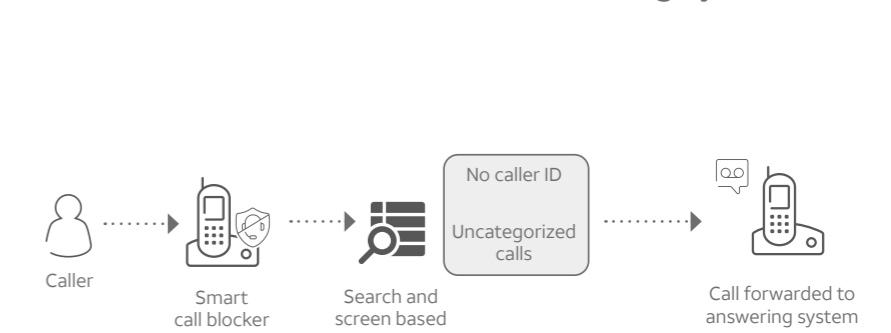 No caller ID
Uncategorized
calls
Caller
Smart
call blocker
Search and
screen based
Call forwarded to
answering system